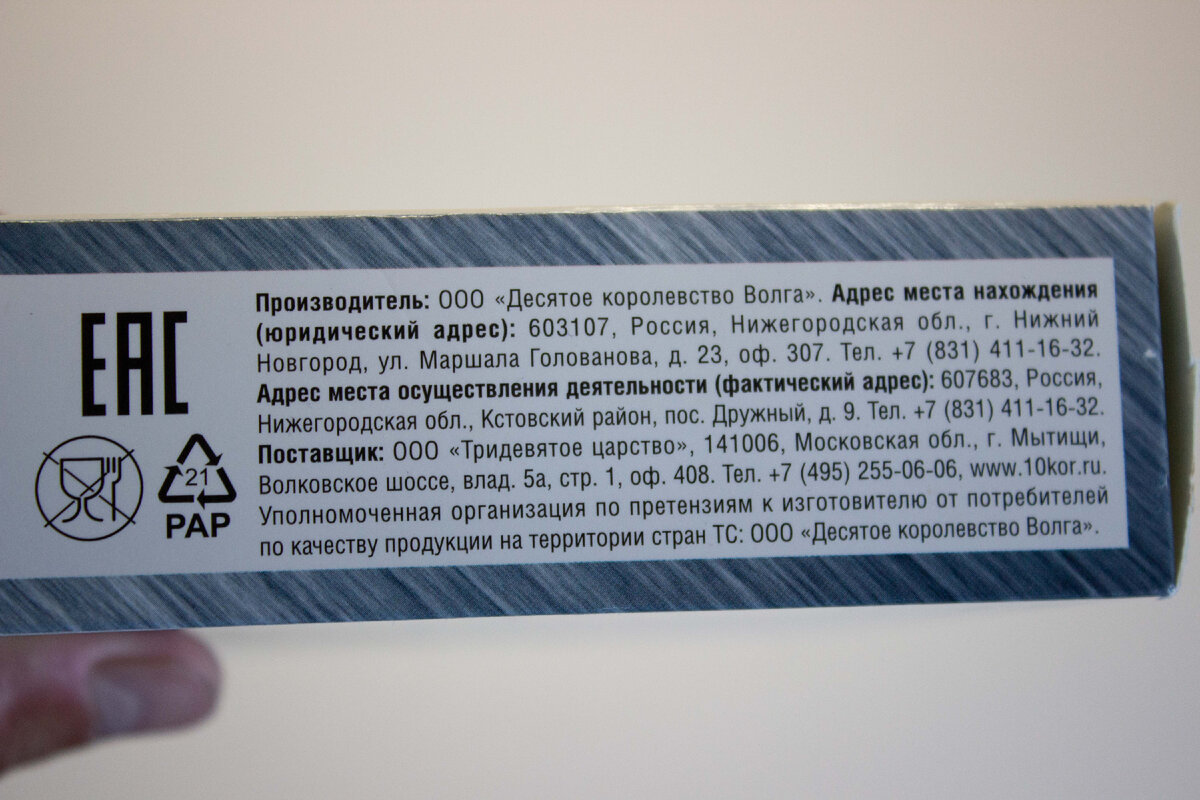 ЕАС
21
PAP
Производитель: ООО «Десятое королевство Волга». Адрес места нахождения
(юридический адрес): 603107, Россия, Нижегородская обл., г. Нижний
Новгород, ул. Маршала Голованова, д. 23, оф. 307. Тел. +7 (831) 411-16-32.
Адрес места осуществления деятельности (фактический адрес): 607683, Россия,
Нижегородская обл., Кстовский район, пос. Дружный, д. 9. Тел. +7 (831) 411-16-32.
Поставщик: ООО «Тридевятое царство», 141006, Московская обл., г. Мытищи,
Волковское шоссе, влад. 5а, стр. 1, оф. 408. Тел. +7 (495) 255-06-06, www.10kor.ru.
Уполномоченная организация по претензиям к изготовителю от потребителей
по качеству продукции на территории стран ТС: ООО «Десятое королевство Волга».